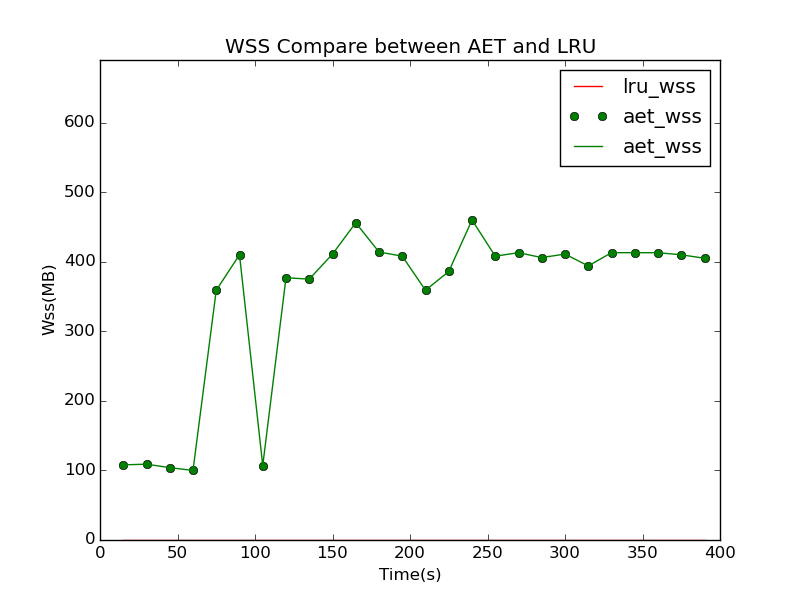 WSS Compare between AET and LRU
lru_wss
aet_wss
aet_wss
600
500
400
300
200
100
0
Wss(MB)
0 50 100 150 200 250 300 350 400
Time(s)